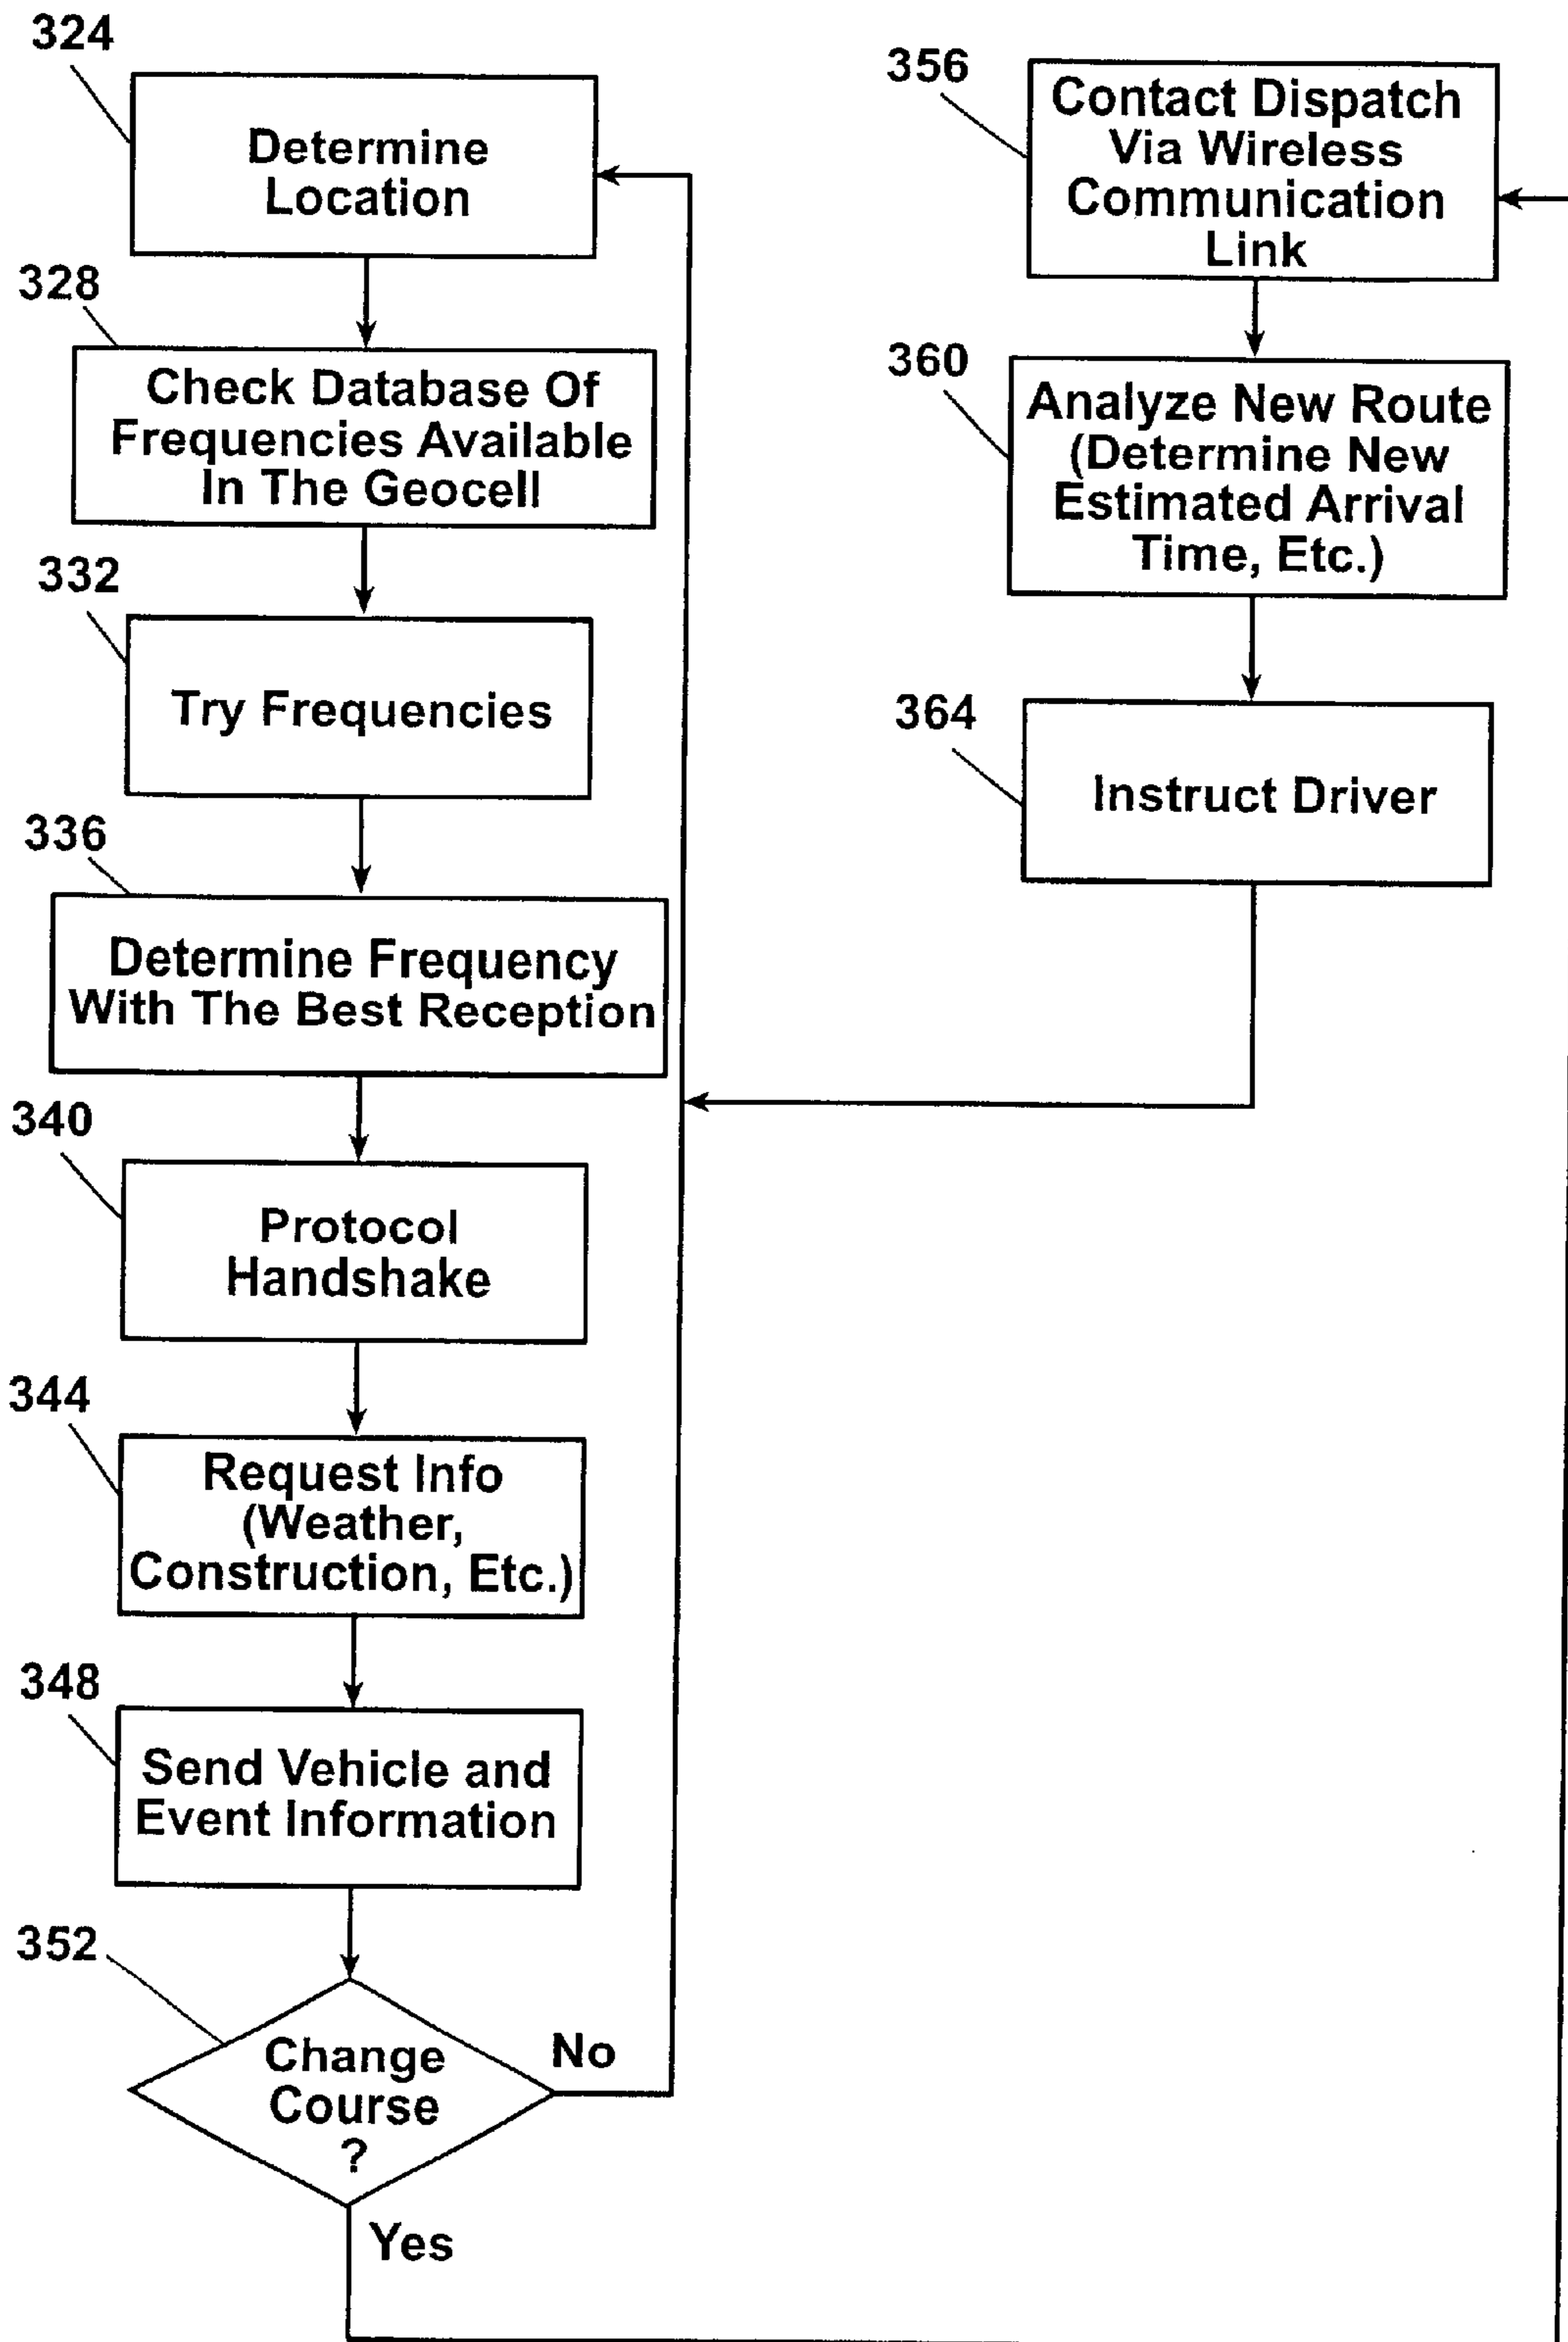 324
Determine
Location
328
Check Database Of
Frequencies Available
In The Geocell
332
Try Frequencies
336
Determine Frequency
With The Best Reception
340
Protocol
Handshake
344
Request Info
(Weather,
Construction, Etc.)
348
Send Vehicle and
Event Information
352
Change
Course
?
No
Yes
356
Contact Dispatch
Via Wireless
Communication
Link
360
Analyze New Route
(Determine New
Estimated Arrival
Time, Etc.)
364
Instruct Driver